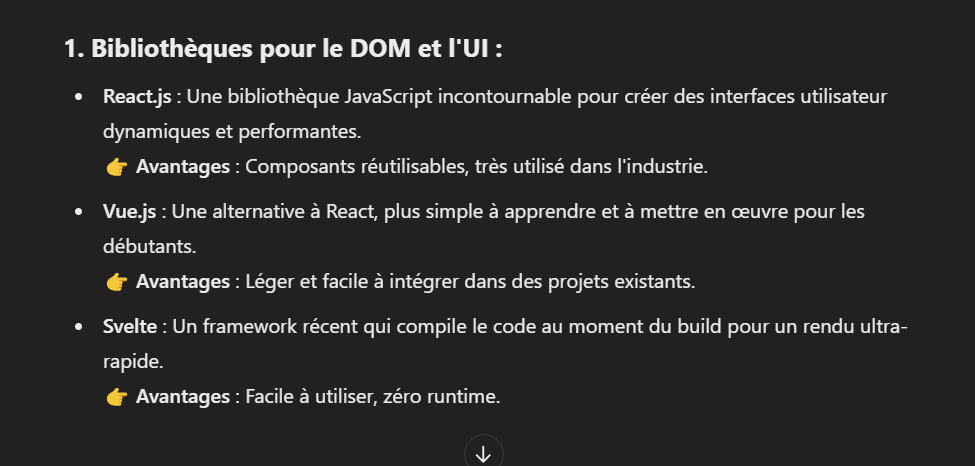 1. Bibliothèques pour le DOM et l'UI :
• React.js : Une bibliothèque JavaScript incontournable pour créer des interfaces utilisateur
dynamiques et performantes.
👉 Avantages : Composants réutilisables, très utilisé dans l'industrie.
• Vue.js : Une alternative à React, plus simple à apprendre et à mettre en œuvre pour les
débutants.
👉 Avantages : Léger et facile à intégrer dans des projets existants.
• Svelte : Un framework récent qui compile le code au moment du build pour un rendu ultra-
rapide.
👉 Avantages : Facile à utiliser, zéro runtime.